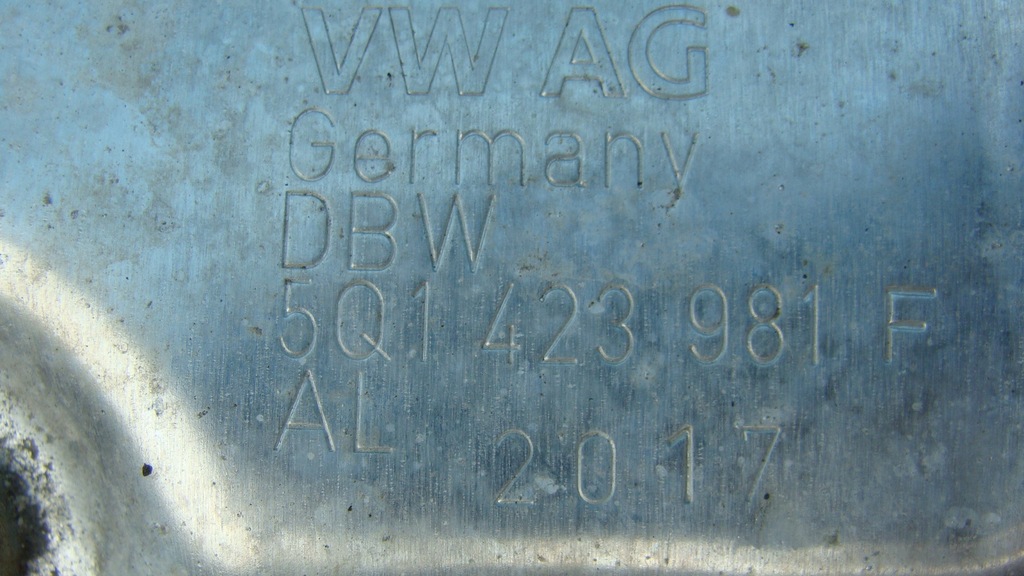 VW AG
Germany
DBW
5Q1 423 981 F
AL
2017